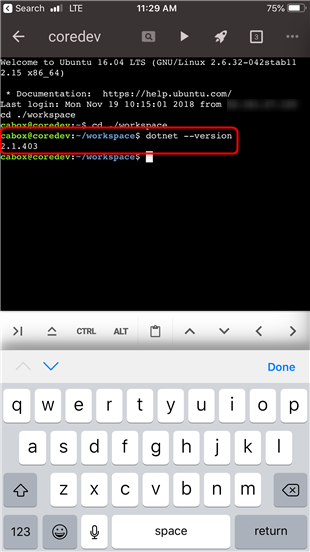 Search LTE 11:29 AM 75%
coredev 3
Welcome to Ubuntu 16.04 LTS (GNU/Linux 2.6.32-042stab11
2.15 x86_64)
* Documentation: https://help.ubuntu.com/
Last login: Mon Nov 19 10:15:01 2018 from
cd ./workspace
cabox@coredev:~$ cd ./workspace
cabox@coredev:~/workspace$ dotnet --version
2.1.403
cabox@coredev:~/workspace$
CTRL ALT
Done
q w e r t y u i o p
a s d f g h j k l
z x c v b n m
123 space return